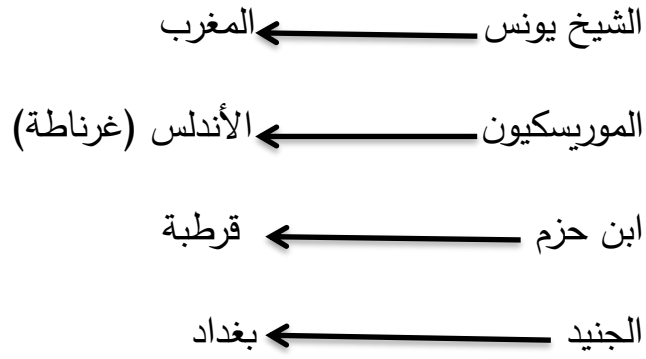 الشيخ يونس المغرب
الموريسكيون الأندلس (غرناطة)
ابن حزم قرطبة
الجنيد بغداد